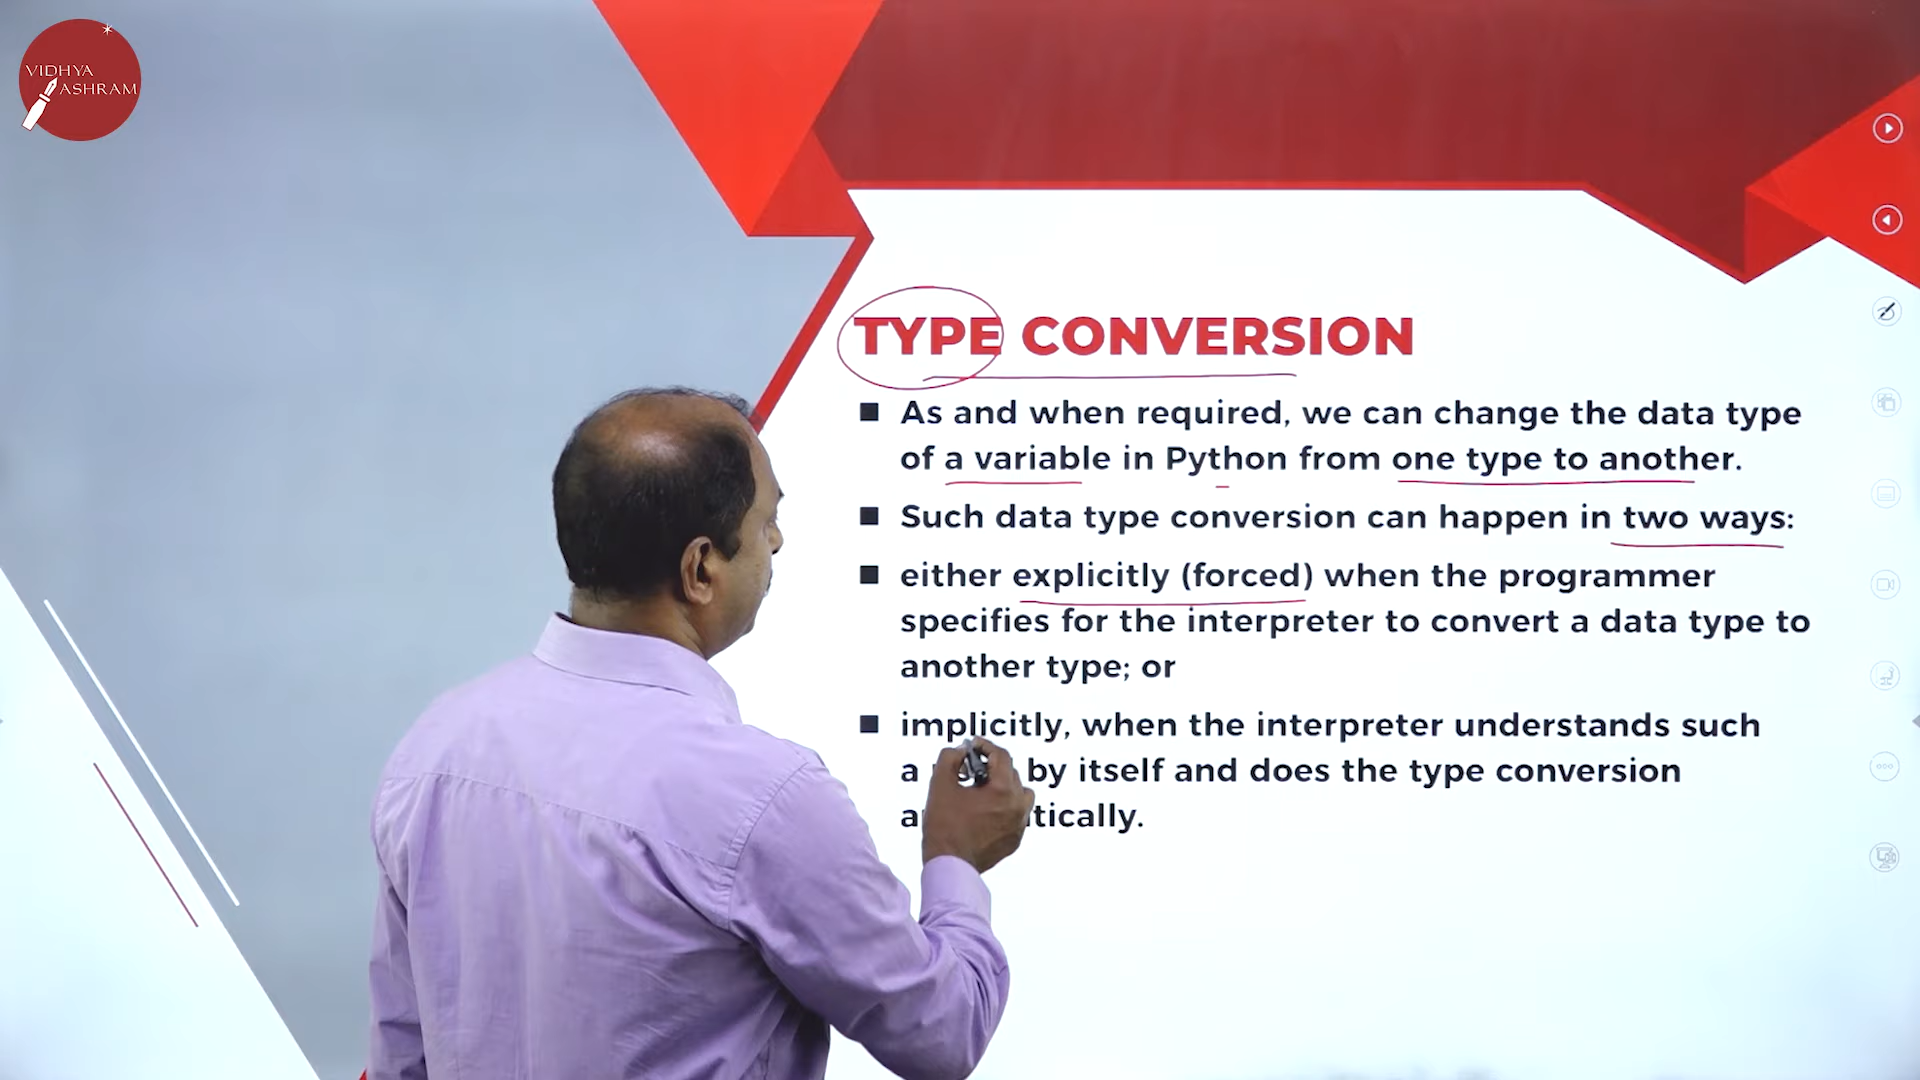 VIDHYA
ASHRAM
TYPE CONVERSION
■ As and when required, we can change the data type
of a variable in Python from one type to another.
■ Such data type conversion can happen in two ways:
■ either explicitly (forced) when the programmer
specifies for the interpreter to convert a data type to
another type; or
■ implicitly, when the interpreter understands such
a by itself and does the type conversion